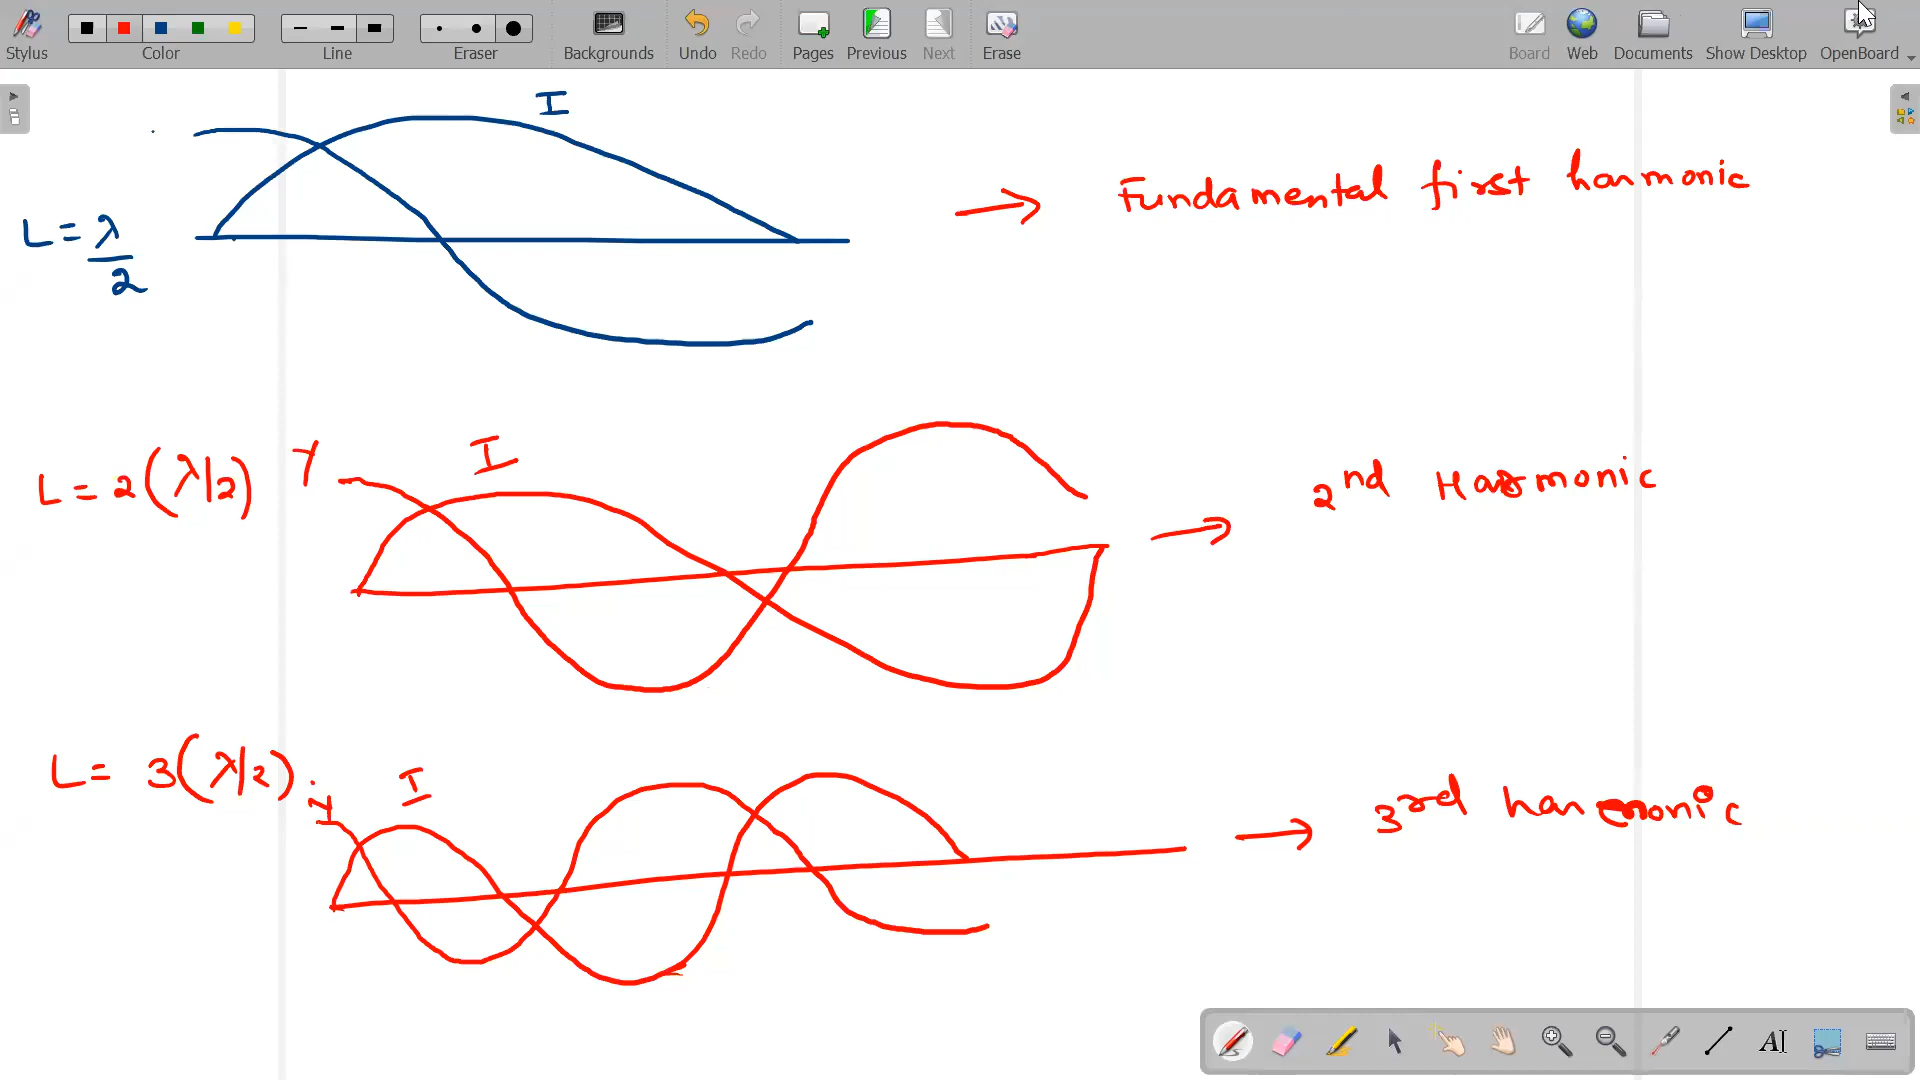 Stylus Color Line Eraser Backgrounds Undo Redo Pages Previous Next Erase Board Web Documents Show Desktop OpenBoard
I
L = λ/2
→ Fundamental first harmonic
L = 2(λ/2) Y I
→ 2nd Harmonic
L = 3(λ/2) Y I
→ 3rd harmonic